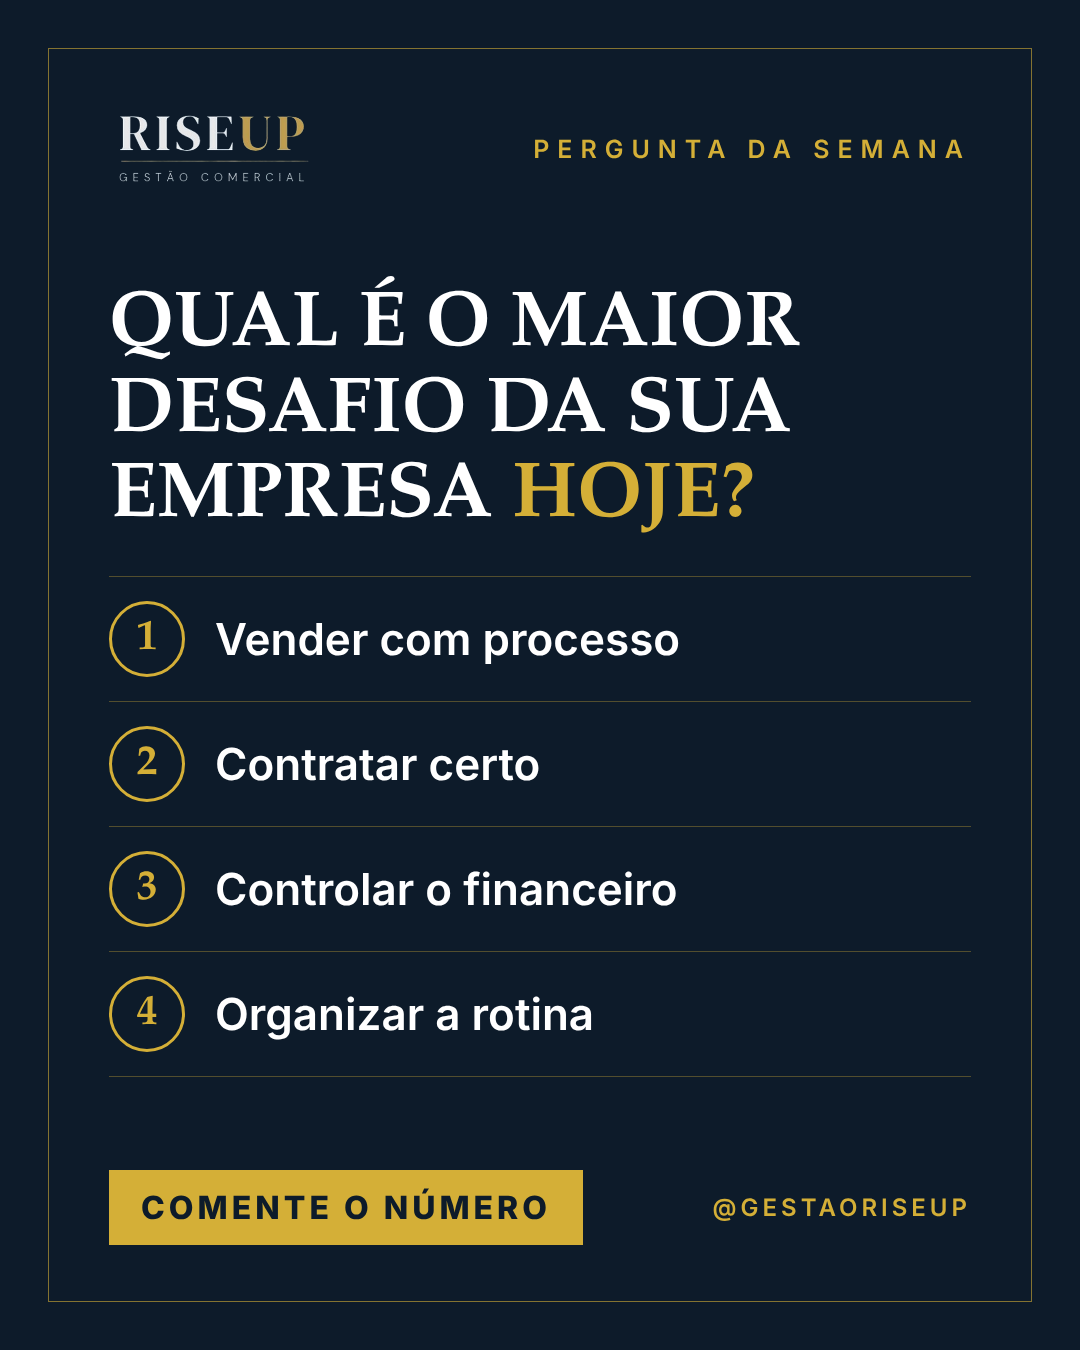 RISEUP
GESTÃO COMERCIAL
PERGUNTA DA SEMANA
QUAL É O MAIOR
DESAFIO DA SUA
EMPRESA HOJE?
1 Vender com processo
2 Contratar certo
3 Controlar o financeiro
4 Organizar a rotina
COMENTE O NÚMERO
@GESTAORISEUP